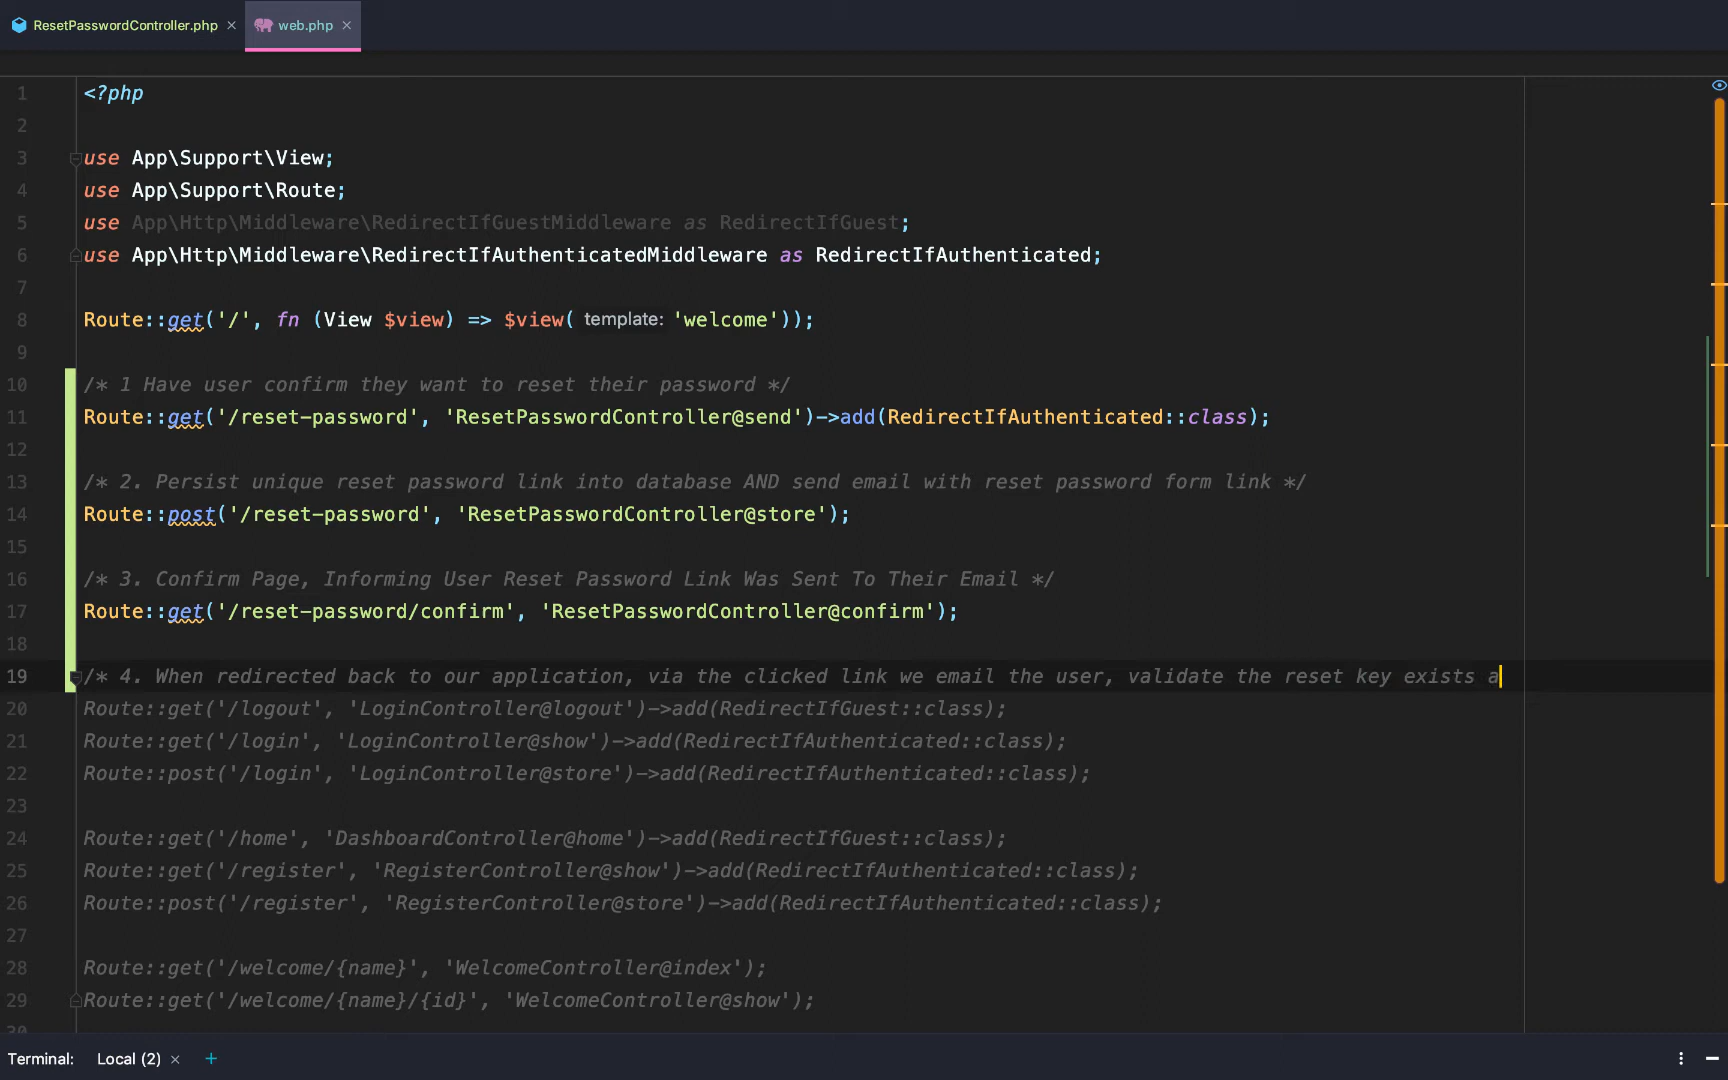 ResetPasswordController.php × web.php ×
1 <?php
2
3 use App\Support\View;
4 use App\Support\Route;
5 use App\Http\Middleware\RedirectIfGuestMiddleware as RedirectIfGuest;
6 use App\Http\Middleware\RedirectIfAuthenticatedMiddleware as RedirectIfAuthenticated;
7
8 Route::get('/', fn (View $view) => $view( template: 'welcome'));
9
10 /* 1 Have user confirm they want to reset their password */
11 Route::get('/reset-password', 'ResetPasswordController@send')->add(RedirectIfAuthenticated::class);
12
13 /* 2. Persist unique reset password link into database AND send email with reset password form link */
14 Route::post('/reset-password', 'ResetPasswordController@store');
15
16 /* 3. Confirm Page, Informing User Reset Password Link Was Sent To Their Email */
17 Route::get('/reset-password/confirm', 'ResetPasswordController@confirm');
18
19 /* 4. When redirected back to our application, via the clicked link we email the user, validate the reset key exists a
20 Route::get('/logout', 'LoginController@logout')->add(RedirectIfGuest::class);
21 Route::get('/login', 'LoginController@show')->add(RedirectIfAuthenticated::class);
22 Route::post('/login', 'LoginController@store')->add(RedirectIfAuthenticated::class);
23
24 Route::get('/home', 'DashboardController@home')->add(RedirectIfGuest::class);
25 Route::get('/register', 'RegisterController@show')->add(RedirectIfAuthenticated::class);
26 Route::post('/register', 'RegisterController@store')->add(RedirectIfAuthenticated::class);
27
28 Route::get('/welcome/{name}', 'WelcomeController@index');
29 Route::get('/welcome/{name}/{id}', 'WelcomeController@show');
30
Terminal: Local (2) × +